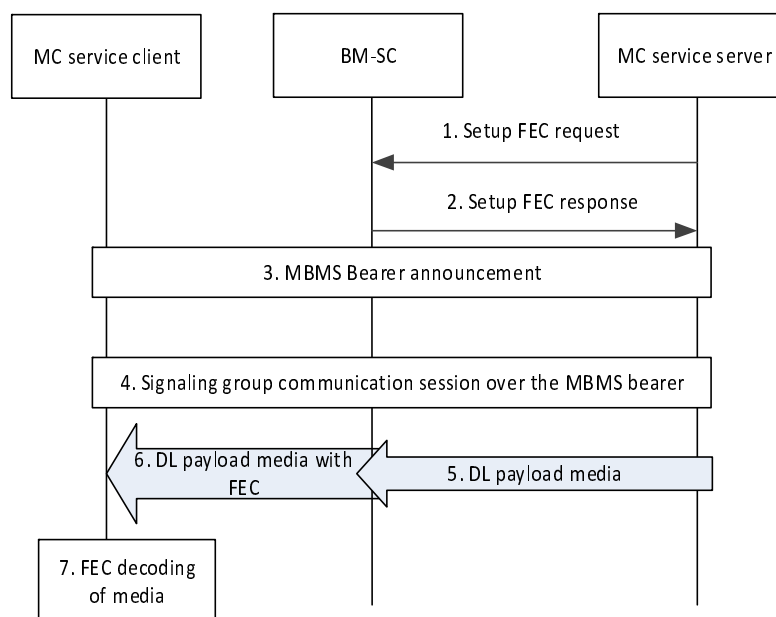 MC service client
BM-SC
MC service server
1. Setup FEC request
2. Setup FEC response
3. MBMS Bearer announcement
4. Signaling group communication session over the MBMS bearer
6. DL payload media with
FEC
5. DL payload media
7. FEC decoding
of media